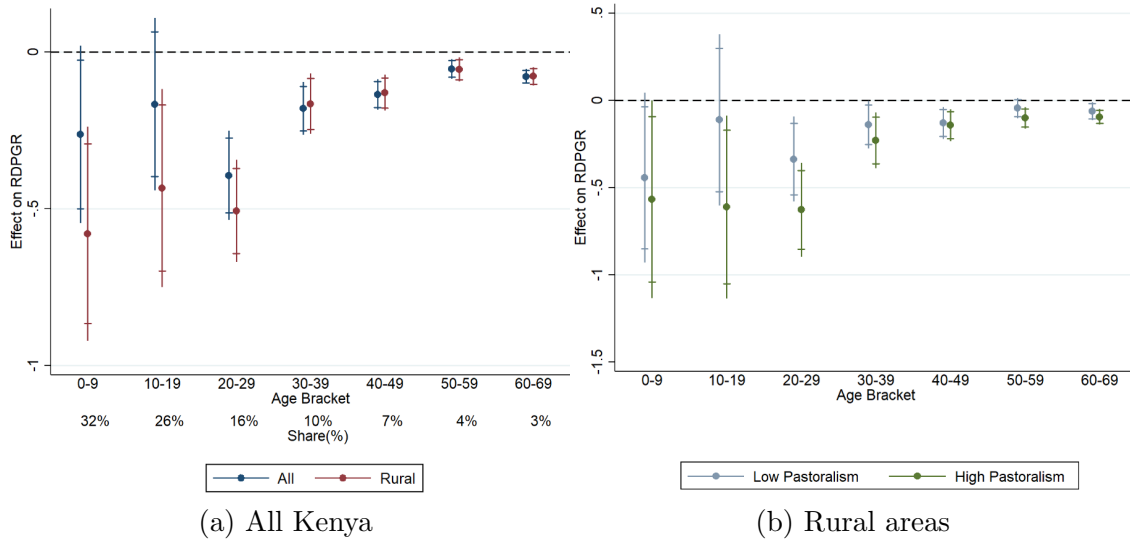 Effect on RDPGR
0
-.5
-1
0-9 10-19 20-29 30-39 40-49 50-59 60-69
Age Bracket
32% 26% 16% 10% 7% 4% 3%
Share(%)
All Rural
(a) All Kenya
Effect on RDPGR
.5
0
-.5
-1
-1.5
0-9 10-19 20-29 30-39 40-49 50-59 60-69
Age Bracket
Low Pastoralism High Pastoralism
(b) Rural areas